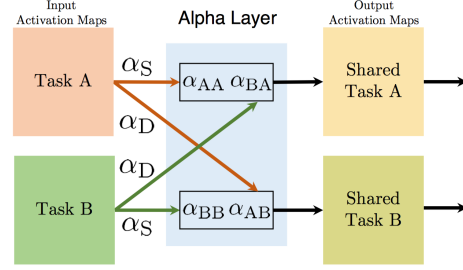 Input
Activation Maps
Alpha Layer
Output
Activation Maps
Task A
αS
αAA αBA
Shared
Task A
αD
αD
Task B
αS
αBB αAB
Shared
Task B